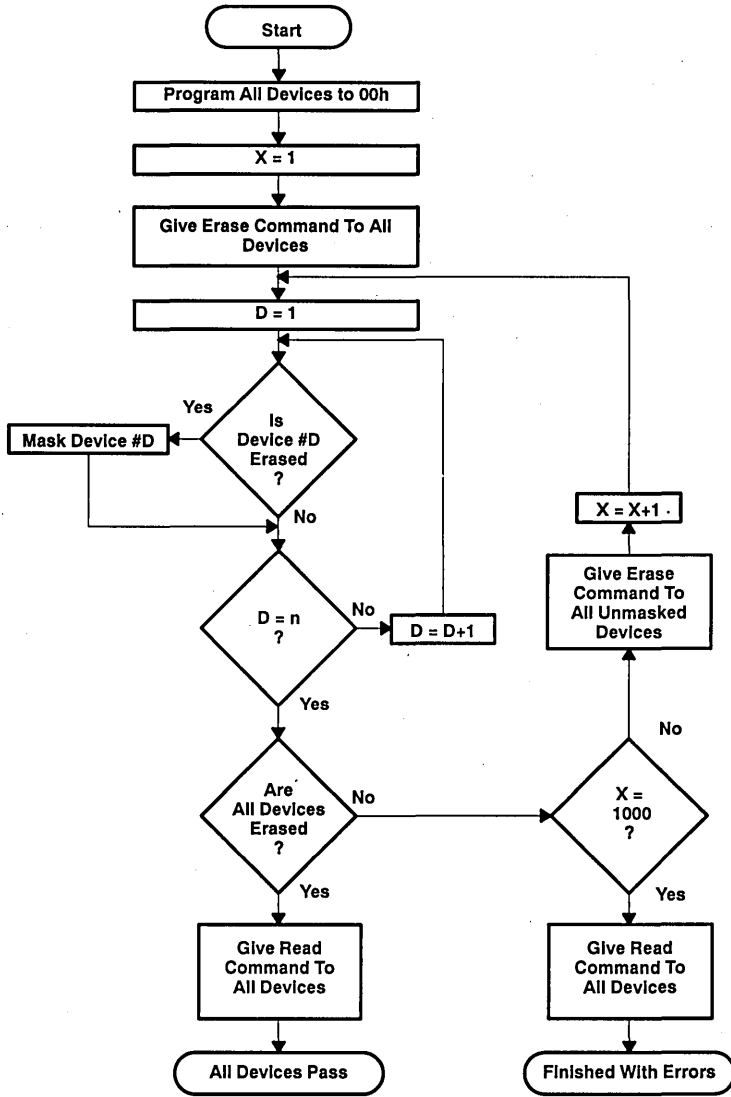 Start
Program All Devices to 00h
X = 1
Give Erase Command To All
Devices
D = 1
Yes
Is
Device #D
Erased
?
Mask Device #D
No
D = n
?
No
D = D+1
Yes
Are
All Devices
Erased
?
No
X =
1000
?
No
Give Erase
Command To
All Unmasked
Devices
X = X+1
Yes
Give Read
Command To
All Devices
All Devices Pass
Yes
Give Read
Command To
All Devices
Finished With Errors